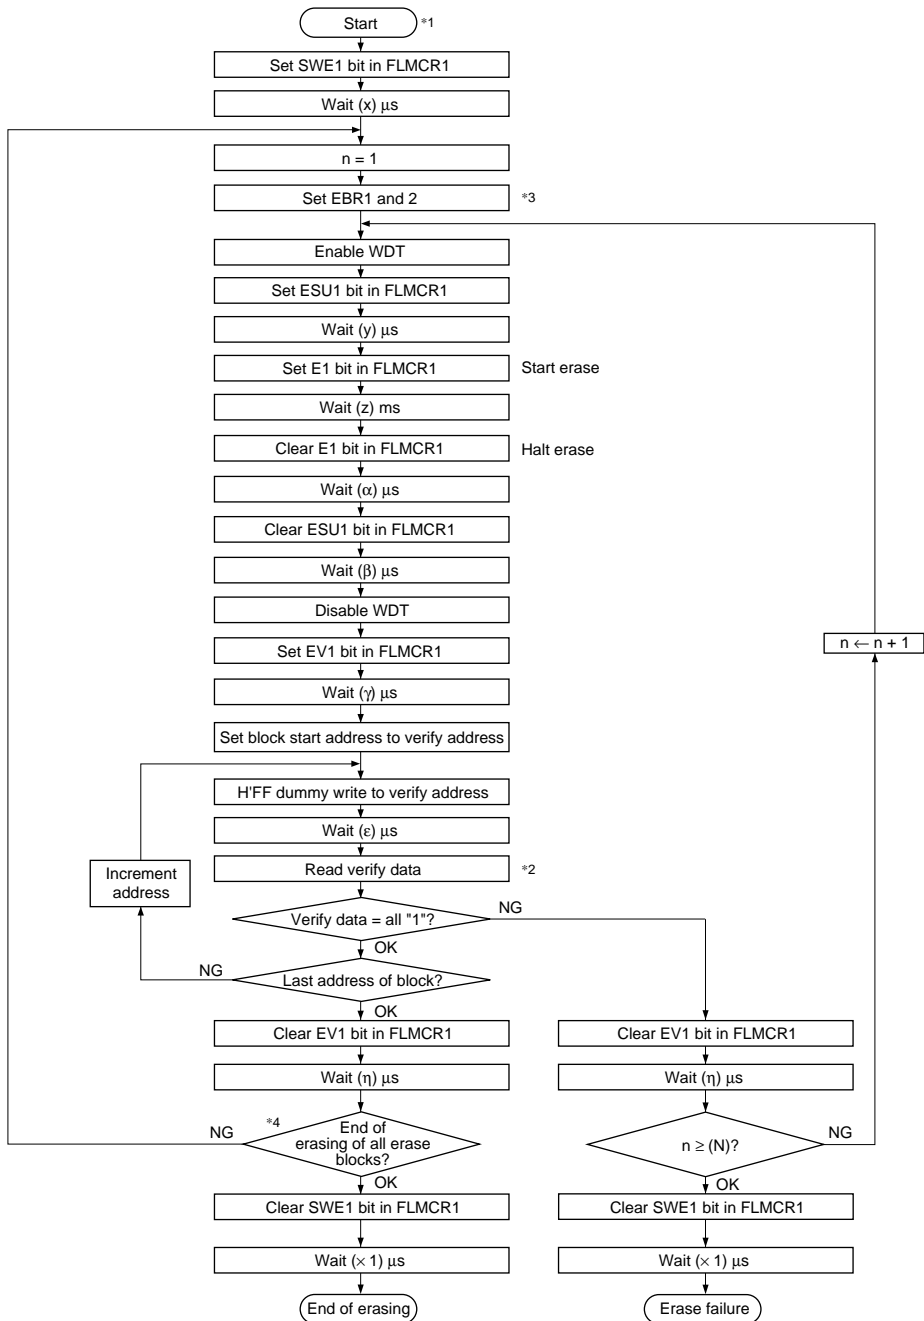 Start
*1
Set SWE1 bit in FLMCR1
Wait (x) µs
n = 1
Set EBR1 and 2
*3
Enable WDT
Set ESU1 bit in FLMCR1
Wait (y) µs
Set E1 bit in FLMCR1
Start erase
Wait (z) ms
Clear E1 bit in FLMCR1
Halt erase
Wait (α) µs
Clear ESU1 bit in FLMCR1
Wait (β) µs
Disable WDT
Set EV1 bit in FLMCR1
n ← n + 1
Wait (γ) µs
Set block start address to verify address
H'FF dummy write to verify address
Wait (ε) µs
Increment
address
Read verify data
*2
Verify data = all "1"?
NG
OK
NG
Last address of block?
OK
Clear EV1 bit in FLMCR1
Clear EV1 bit in FLMCR1
Wait (η) µs
Wait (η) µs
NG
*4
End of
erasing of all erase
blocks?
n ≥ (N)?
NG
OK
OK
Clear SWE1 bit in FLMCR1
Clear SWE1 bit in FLMCR1
Wait (× 1) µs
Wait (× 1) µs
End of erasing
Erase failure